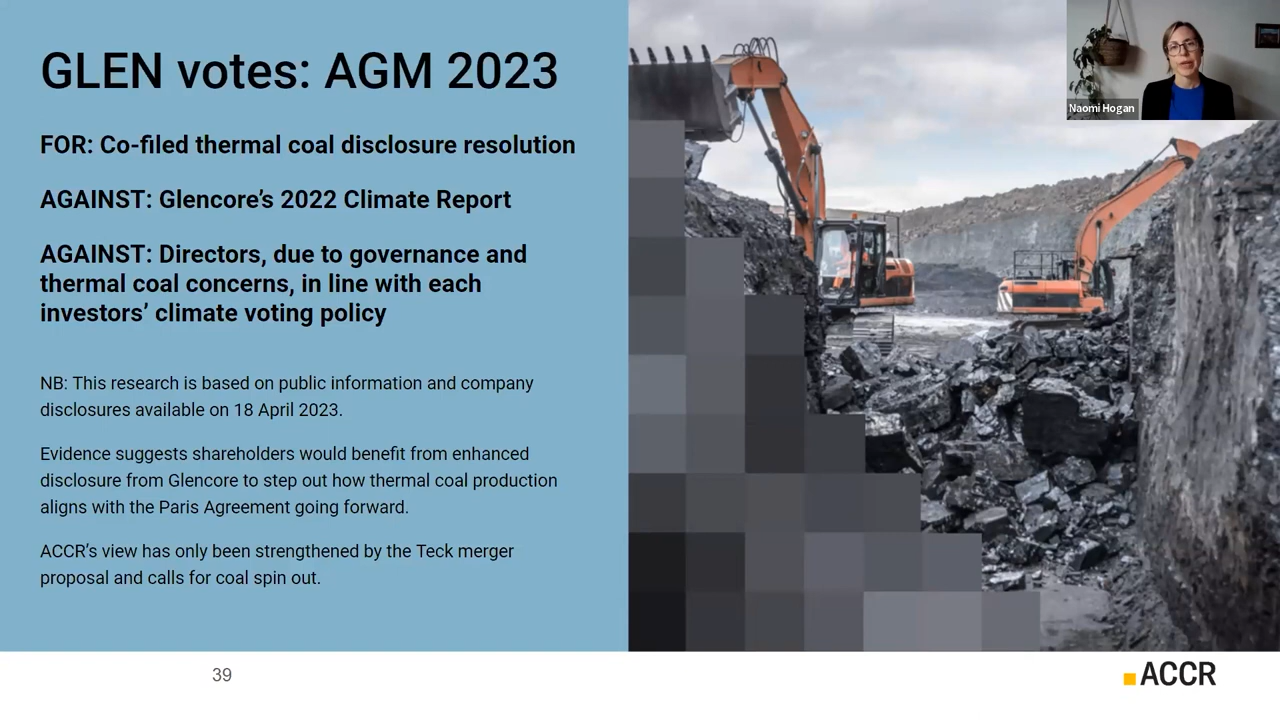 GLEN votes: AGM 2023
FOR: Co-filed thermal coal disclosure resolution
AGAINST: Glencore’s 2022 Climate Report
AGAINST: Directors, due to governance and
thermal coal concerns, in line with each
investors’ climate voting policy
NB: This research is based on public information and company
disclosures available on 18 April 2023.
Evidence suggests shareholders would benefit from enhanced
disclosure from Glencore to step out how thermal coal production
aligns with the Paris Agreement going forward.
ACCR’s view has only been strengthened by the Teck merger
proposal and calls for coal spin out.
Naomi Hogan
39
ACCR